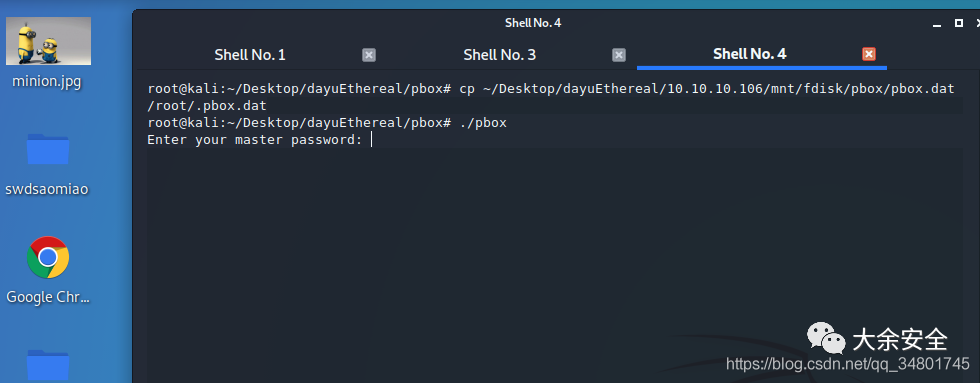 Shell No. 4
Shell No. 1
Shell No. 3
Shell No. 4
minion.jpg
root@kali:~/Desktop/dayuEthereal/pbox# cp ~/Desktop/dayuEthereal/10.10.10.106/mnt/fdisk/pbox/pbox.dat
/root/.pbox.dat
root@kali:~/Desktop/dayuEthereal/pbox# ./pbox
Enter your master password:
swdsaomiao
Google Chr...
大余安全
https://blog.csdn.net/qq_34801745